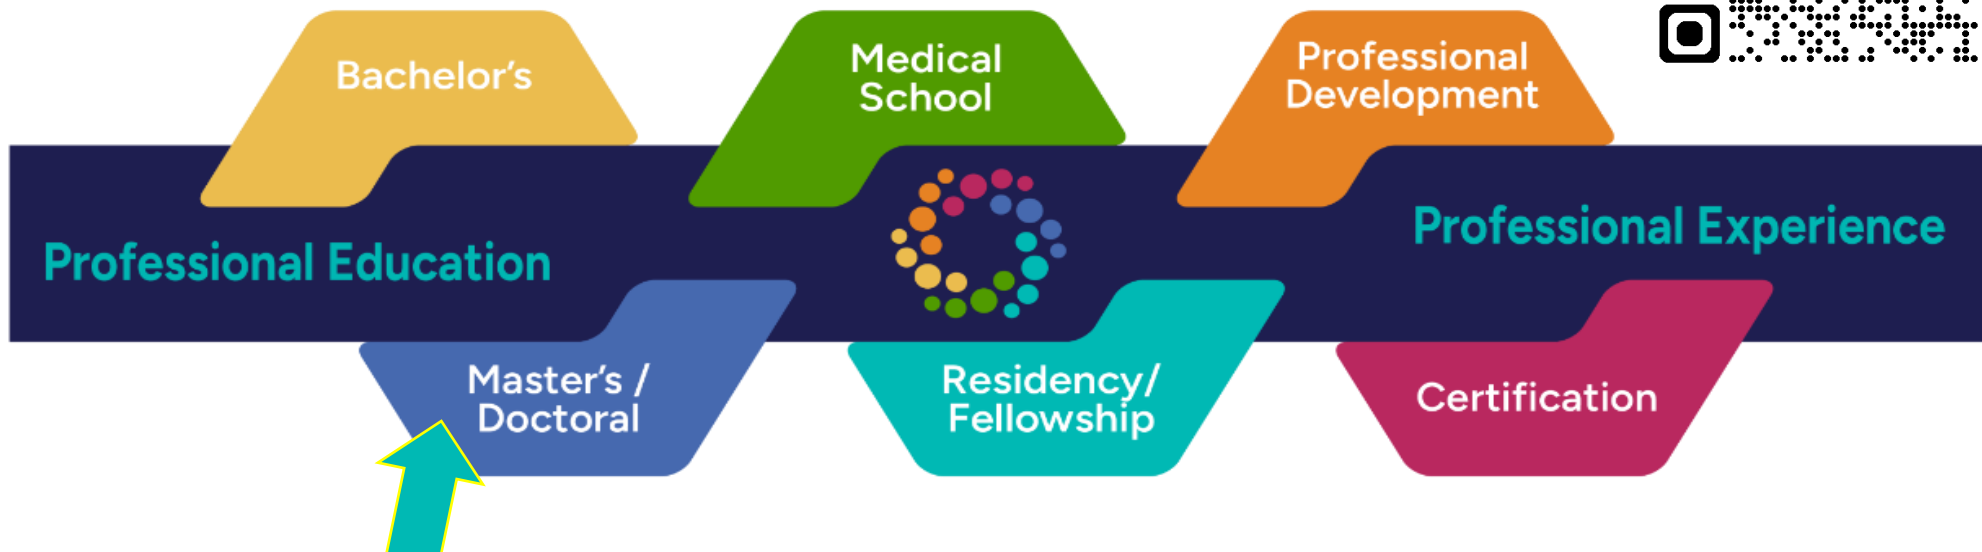 Bachelor's
Medical
School
Professional
Development
Professional Education
Professional Experience
Master's /
Doctoral
Residency/
Fellowship
Certification